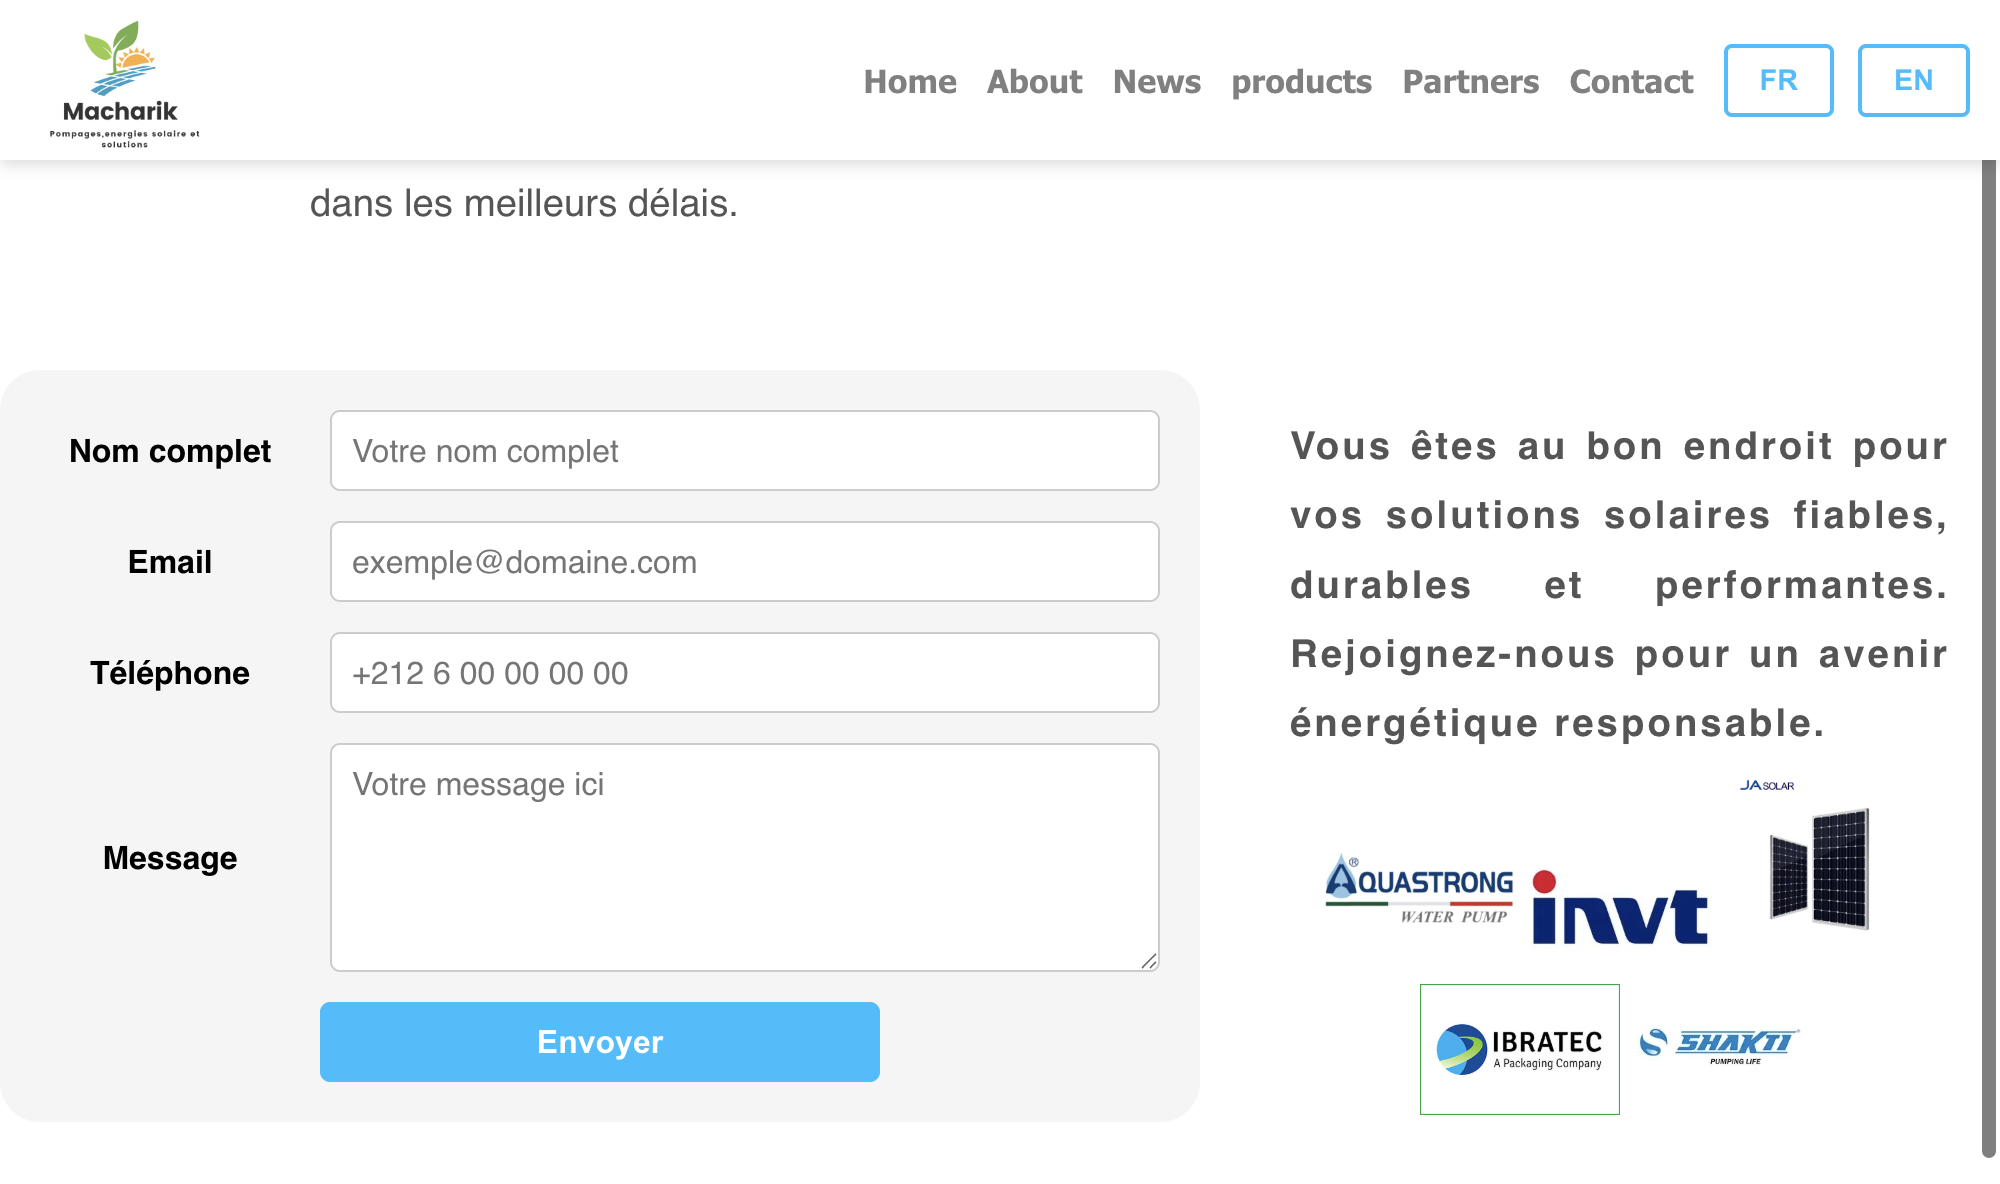 Macharik
Pompages,energies solaire et
solutions
Home About News products Partners Contact FR EN
dans les meilleurs délais.
Nom complet
Votre nom complet
Email
exemple@domaine.com
Téléphone
+212 6 00 00 00 00
Message
Votre message ici
Envoyer
Vous êtes au bon endroit pour
vos solutions solaires fiables,
durables et performantes.
Rejoignez-nous pour un avenir
énergétique responsable.
JA SOLAR
AQUASTRONG®
WATER PUMP
invt
IBRATEC
A Packaging Company
SHAKTI
PUMPING LIFE